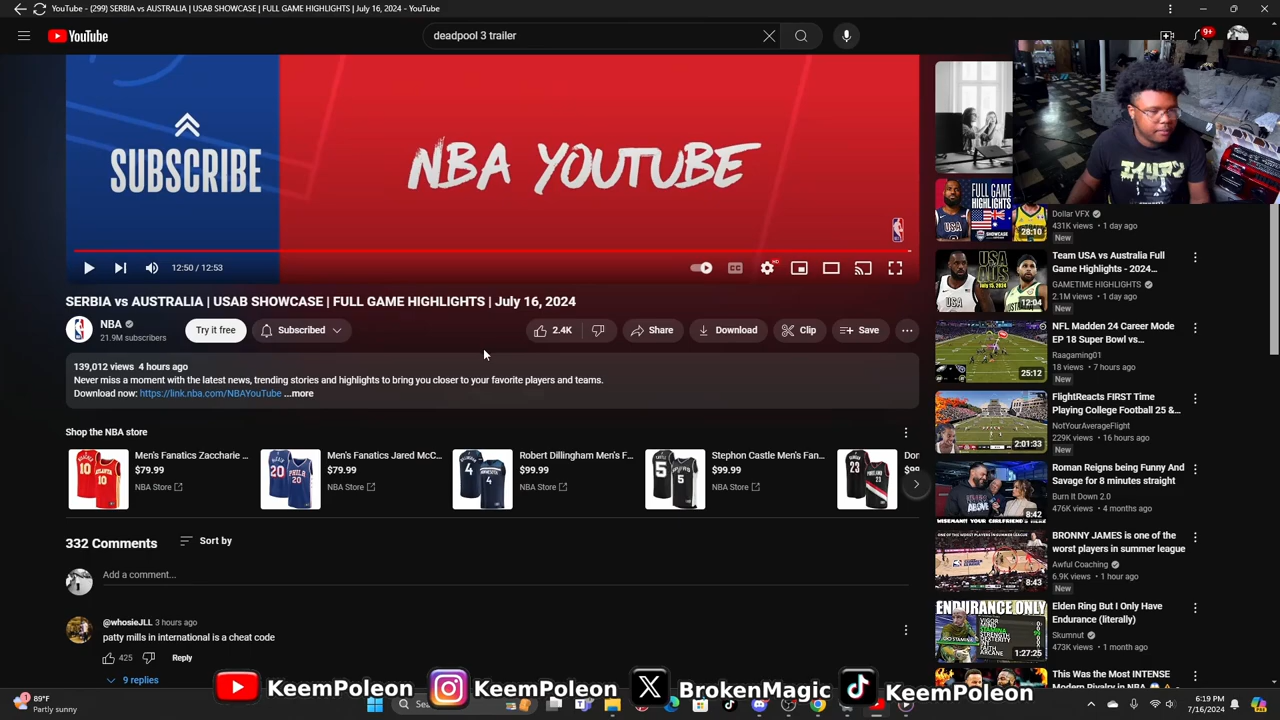 YouTube - (299) SERBIA vs AUSTRALIA | USAB SHOWCASE | FULL GAME HIGHLIGHTS | July 16, 2024 - YouTube
YouTube
deadpool 3 trailer
9+
SUBSCRIBE
NBA YOUTUBE
12:50 / 12:53
HD
SERBIA vs AUSTRALIA | USAB SHOWCASE | FULL GAME HIGHLIGHTS | July 16, 2024
NBA
21.9M subscribers
Try it free
Subscribed
2.4K
Share
Download
Clip
Save
139,012 views 4 hours ago
Never miss a moment with the latest news, trending stories and highlights to bring you closer to your favorite players and teams.
Download now: https://link.nba.com/NBAYouTube ...more
Shop the NBA store
Men's Fanatics Zaccharie ...
$79.99
NBA Store
Men's Fanatics Jared McC...
$79.99
NBA Store
Robert Dillingham Men's F...
$99.99
NBA Store
Stephon Castle Men's Fan...
$99.99
NBA Store
Don
$99
NBA
332 Comments
Sort by
Add a comment...
@whosieJLL 3 hours ago
patty mills in international is a cheat code
425
Reply
9 replies
FULL GAME
HIGHLIGHTS
28:10
Dollar VFX
431K views • 1 day ago
New
USA
AUS
July 15, 2024
12:04
Team USA vs Australia Full
Game Highlights - 2024...
GAMETIME HIGHLIGHTS
2.1M views • 1 day ago
New
25:12
NFL Madden 24 Career Mode
EP 18 Super Bowl vs...
Raagaming01
18 views • 7 hours ago
New
2:01:33
FlightReacts FIRST Time
Playing College Football 25 &...
NotYourAverageFlight
229K views • 16 hours ago
New
8:42
Roman Reigns being Funny And
Savage for 8 minutes straight
Burn It Down 2.0
476K views • 4 months ago
8:43
BRONNY JAMES is one of the
worst players in summer league
Awful Coaching
6.9K views • 1 hour ago
New
ENDURANCE ONLY
1:27:25
Elden Ring But I Only Have
Endurance (literally)
Skumnut
473K views • 1 month ago
This Was the Most INTENSE
Modern Rivalry in NBA
KeemPoleon
KeemPoleon
BrokenMagic
KeemPoleon
89°F
Partly sunny
6:19 PM
7/16/2024